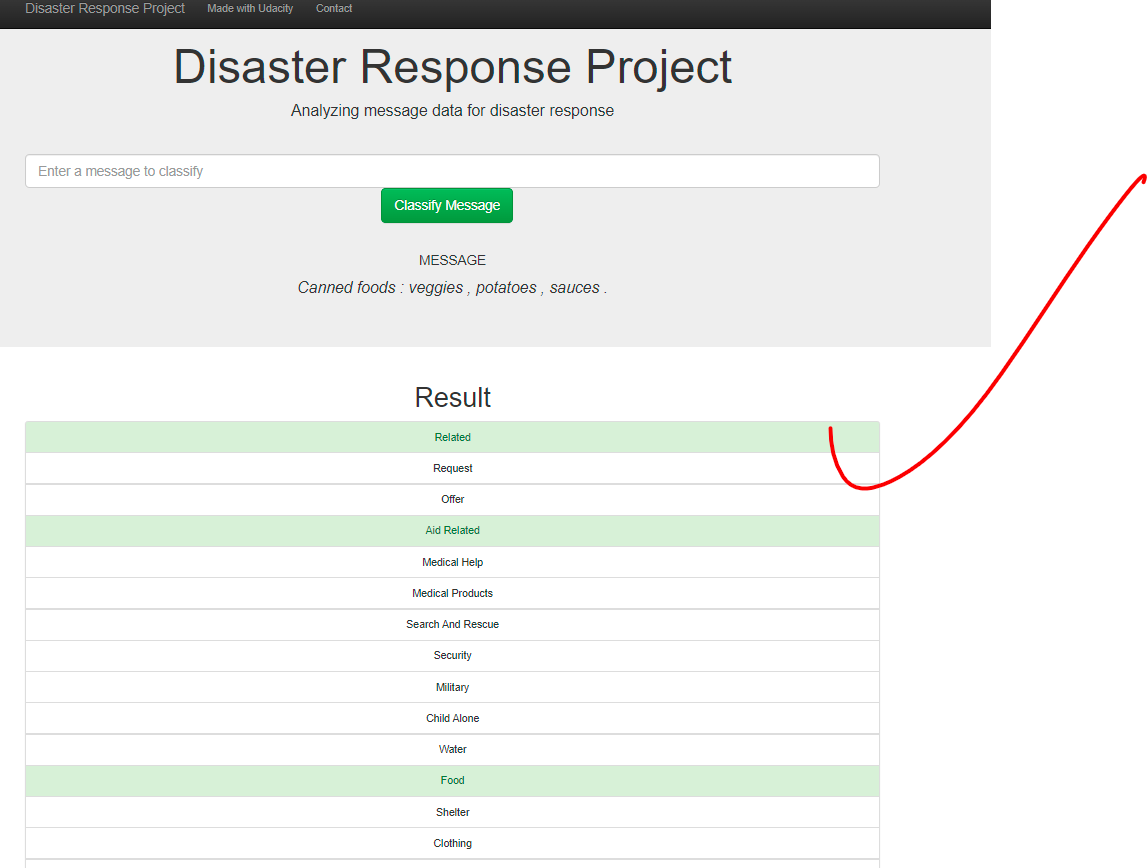 Disaster Response Project Made with Udacity Contact
Disaster Response Project
Analyzing message data for disaster response
Enter a message to classify
Classify Message
MESSAGE
Canned foods : veggies , potatoes , sauces .
Result
Related
Request
Offer
Aid Related
Medical Help
Medical Products
Search And Rescue
Security
Military
Child Alone
Water
Food
Shelter
Clothing